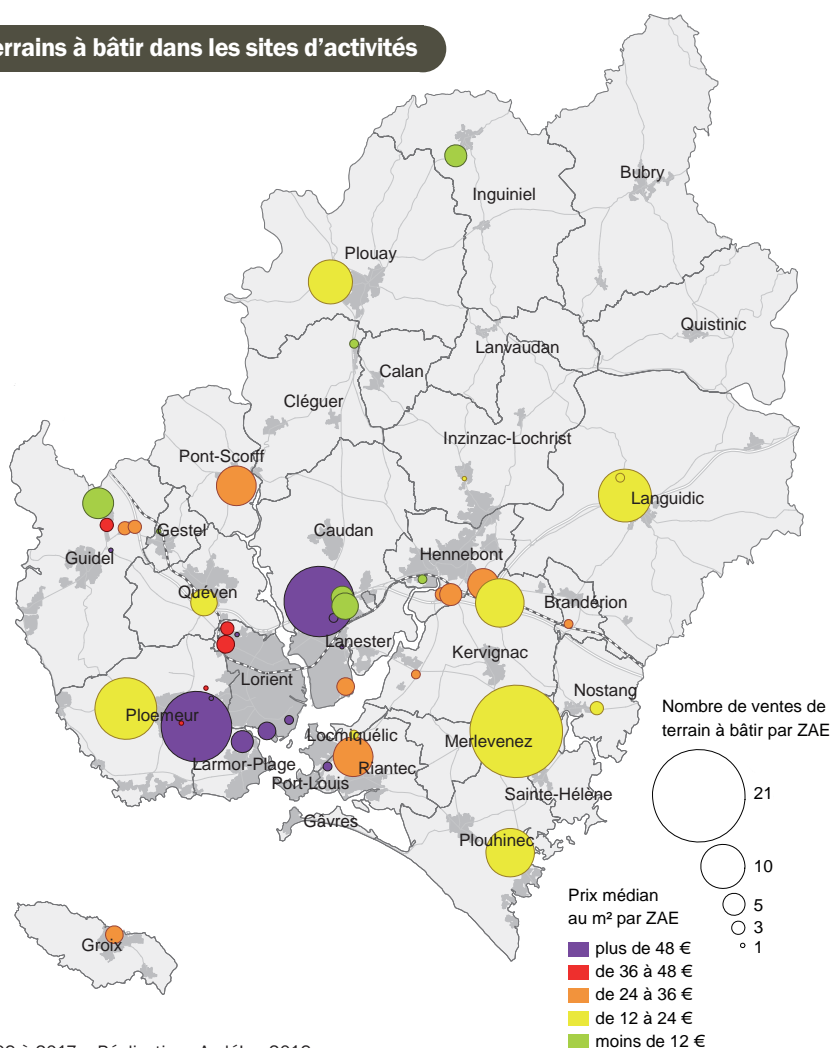 terrains à bâtir dans les sites d’activités
Bubry
Inguiniel
Plouay
Quistinic
Lanvaudan
Calan
Cléguer
Inzinzac-Lochrist
Pont-Scorff
Languidic
Gestel
Caudan
Hennebont
Guidel
Quéven
Brandérion
Lanester
Kervignac
Lorient
Nostang
Ploemeur
Locmiquélic
Merlevenez
Larmor-Plage
Riantec
Port-Louis
Sainte-Hélène
Gâvres
Plouhinec
Groix
Nombre de ventes de
terrain à bâtir par ZAE
21
10
5
3
1
Prix médian
au m² par ZAE
plus de 48 €
de 36 à 48 €
de 24 à 36 €
de 12 à 24 €
moins de 12 €